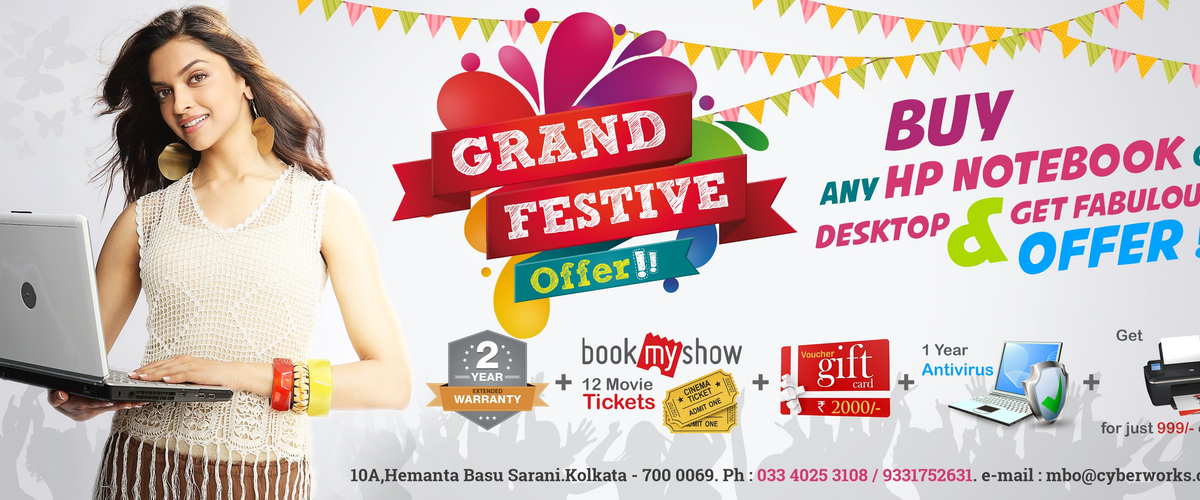 GRAND
FESTIVE
Offer!!
BUY
ANY HP NOTEBOOK
DESKTOP & GET FABULOU
OFFER !
2
YEAR
EXTENDED
WARRANTY
+
bookmyshow
12 Movie
Tickets
CINEMA
TICKET
ADMIT ONE
ADMIT ONE
+
Voucher
gift
card
₹ 2000/-
+
1 Year
Antivirus
+
Get
for just 999/-
10A,Hemanta Basu Sarani.Kolkata - 700 0069. Ph : 033 4025 3108 / 9331752631. e-mail : mbo@cyberworks.